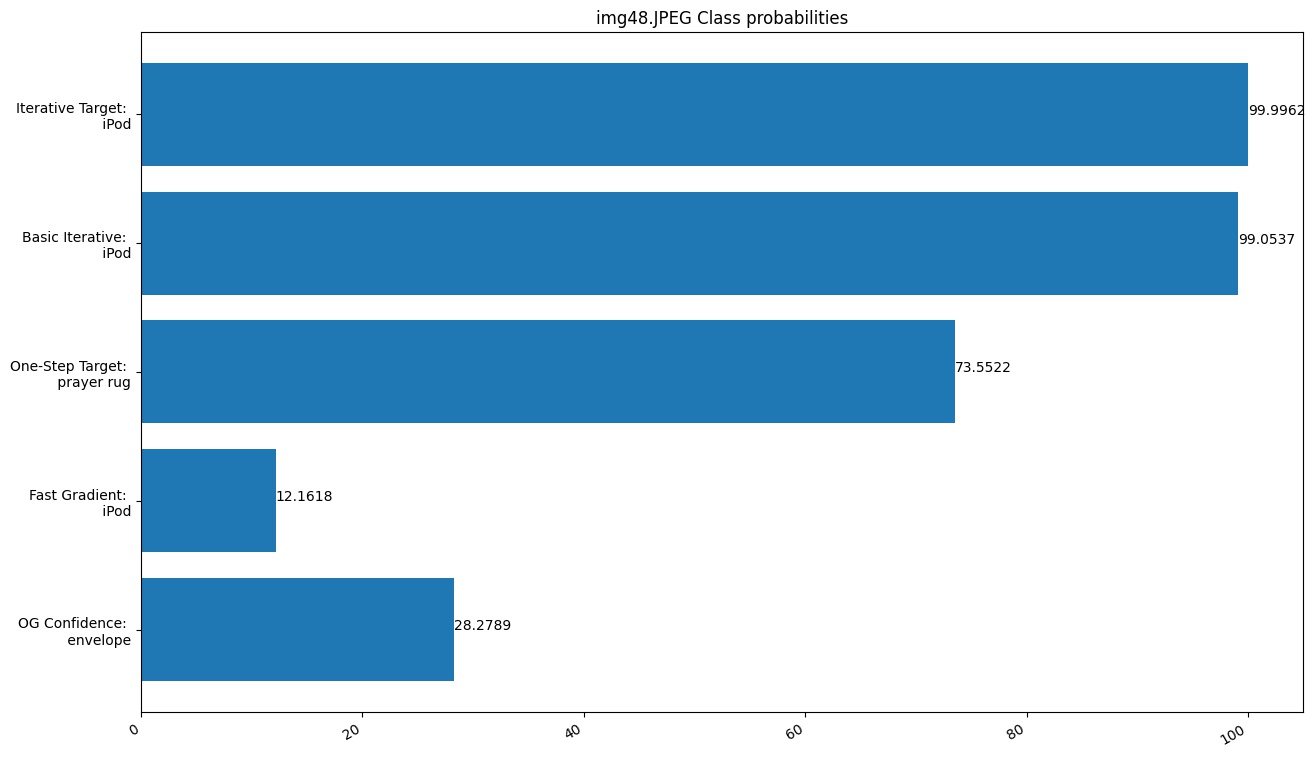 img48.JPEG Class probabilities
Iterative Target:
iPod
99.9962
Basic Iterative:
iPod
99.0537
One-Step Target:
prayer rug
73.5522
Fast Gradient:
iPod
12.1618
OG Confidence:
envelope
28.2789
0
20
40
60
80
100